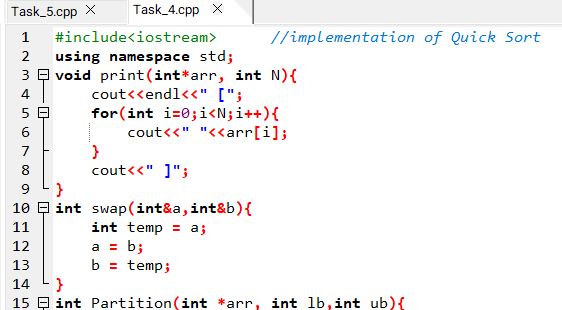 Task_5.cpp × Task_4.cpp ×
1 #include<iostream> //implementation of Quick Sort
2 using namespace std;
3 void print(int*arr, int N){
4 cout<<endl<<" [";
5 for(int i=0;i<N;i++){
6 cout<<" "<<arr[i];
7 }
8 cout<<" ]";
9 }
10 int swap(int&a,int&b){
11 int temp = a;
12 a = b;
13 b = temp;
14 }
15 int Partition(int *arr, int lb,int ub){